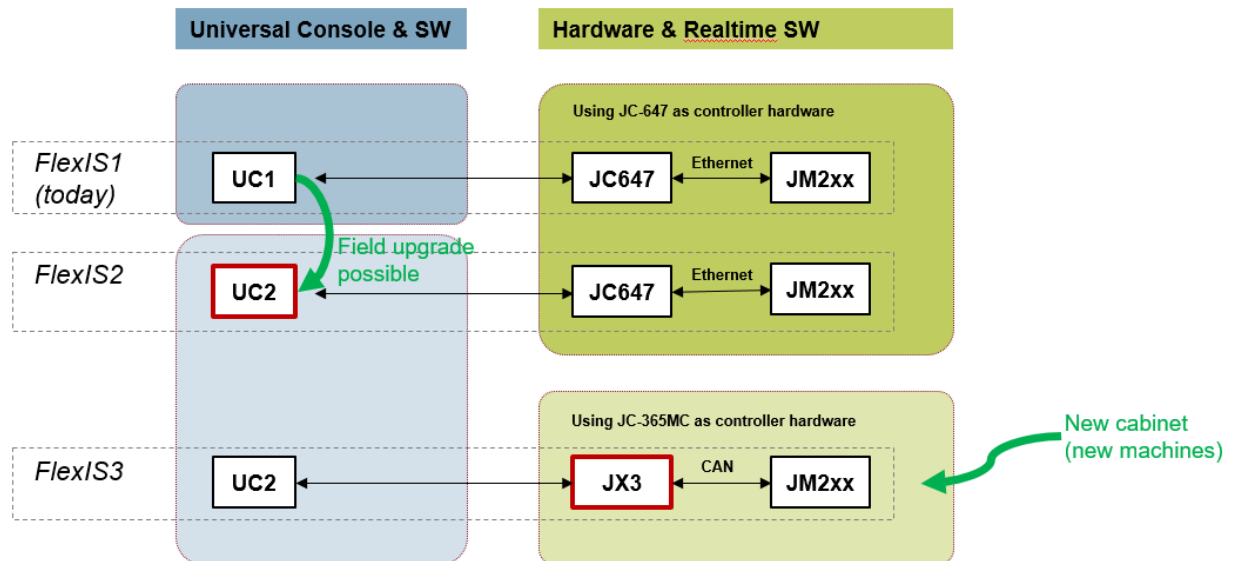 Universal Console & SW
Hardware & Realtime SW
Using JC-647 as controller hardware
FlexIS1
(today)
UC1
JC647
Ethernet
JM2xx
Field upgrade
possible
FlexIS2
UC2
JC647
Ethernet
JM2xx
Using JC-365MC as controller hardware
New cabinet
(new machines)
FlexIS3
UC2
JX3
CAN
JM2xx